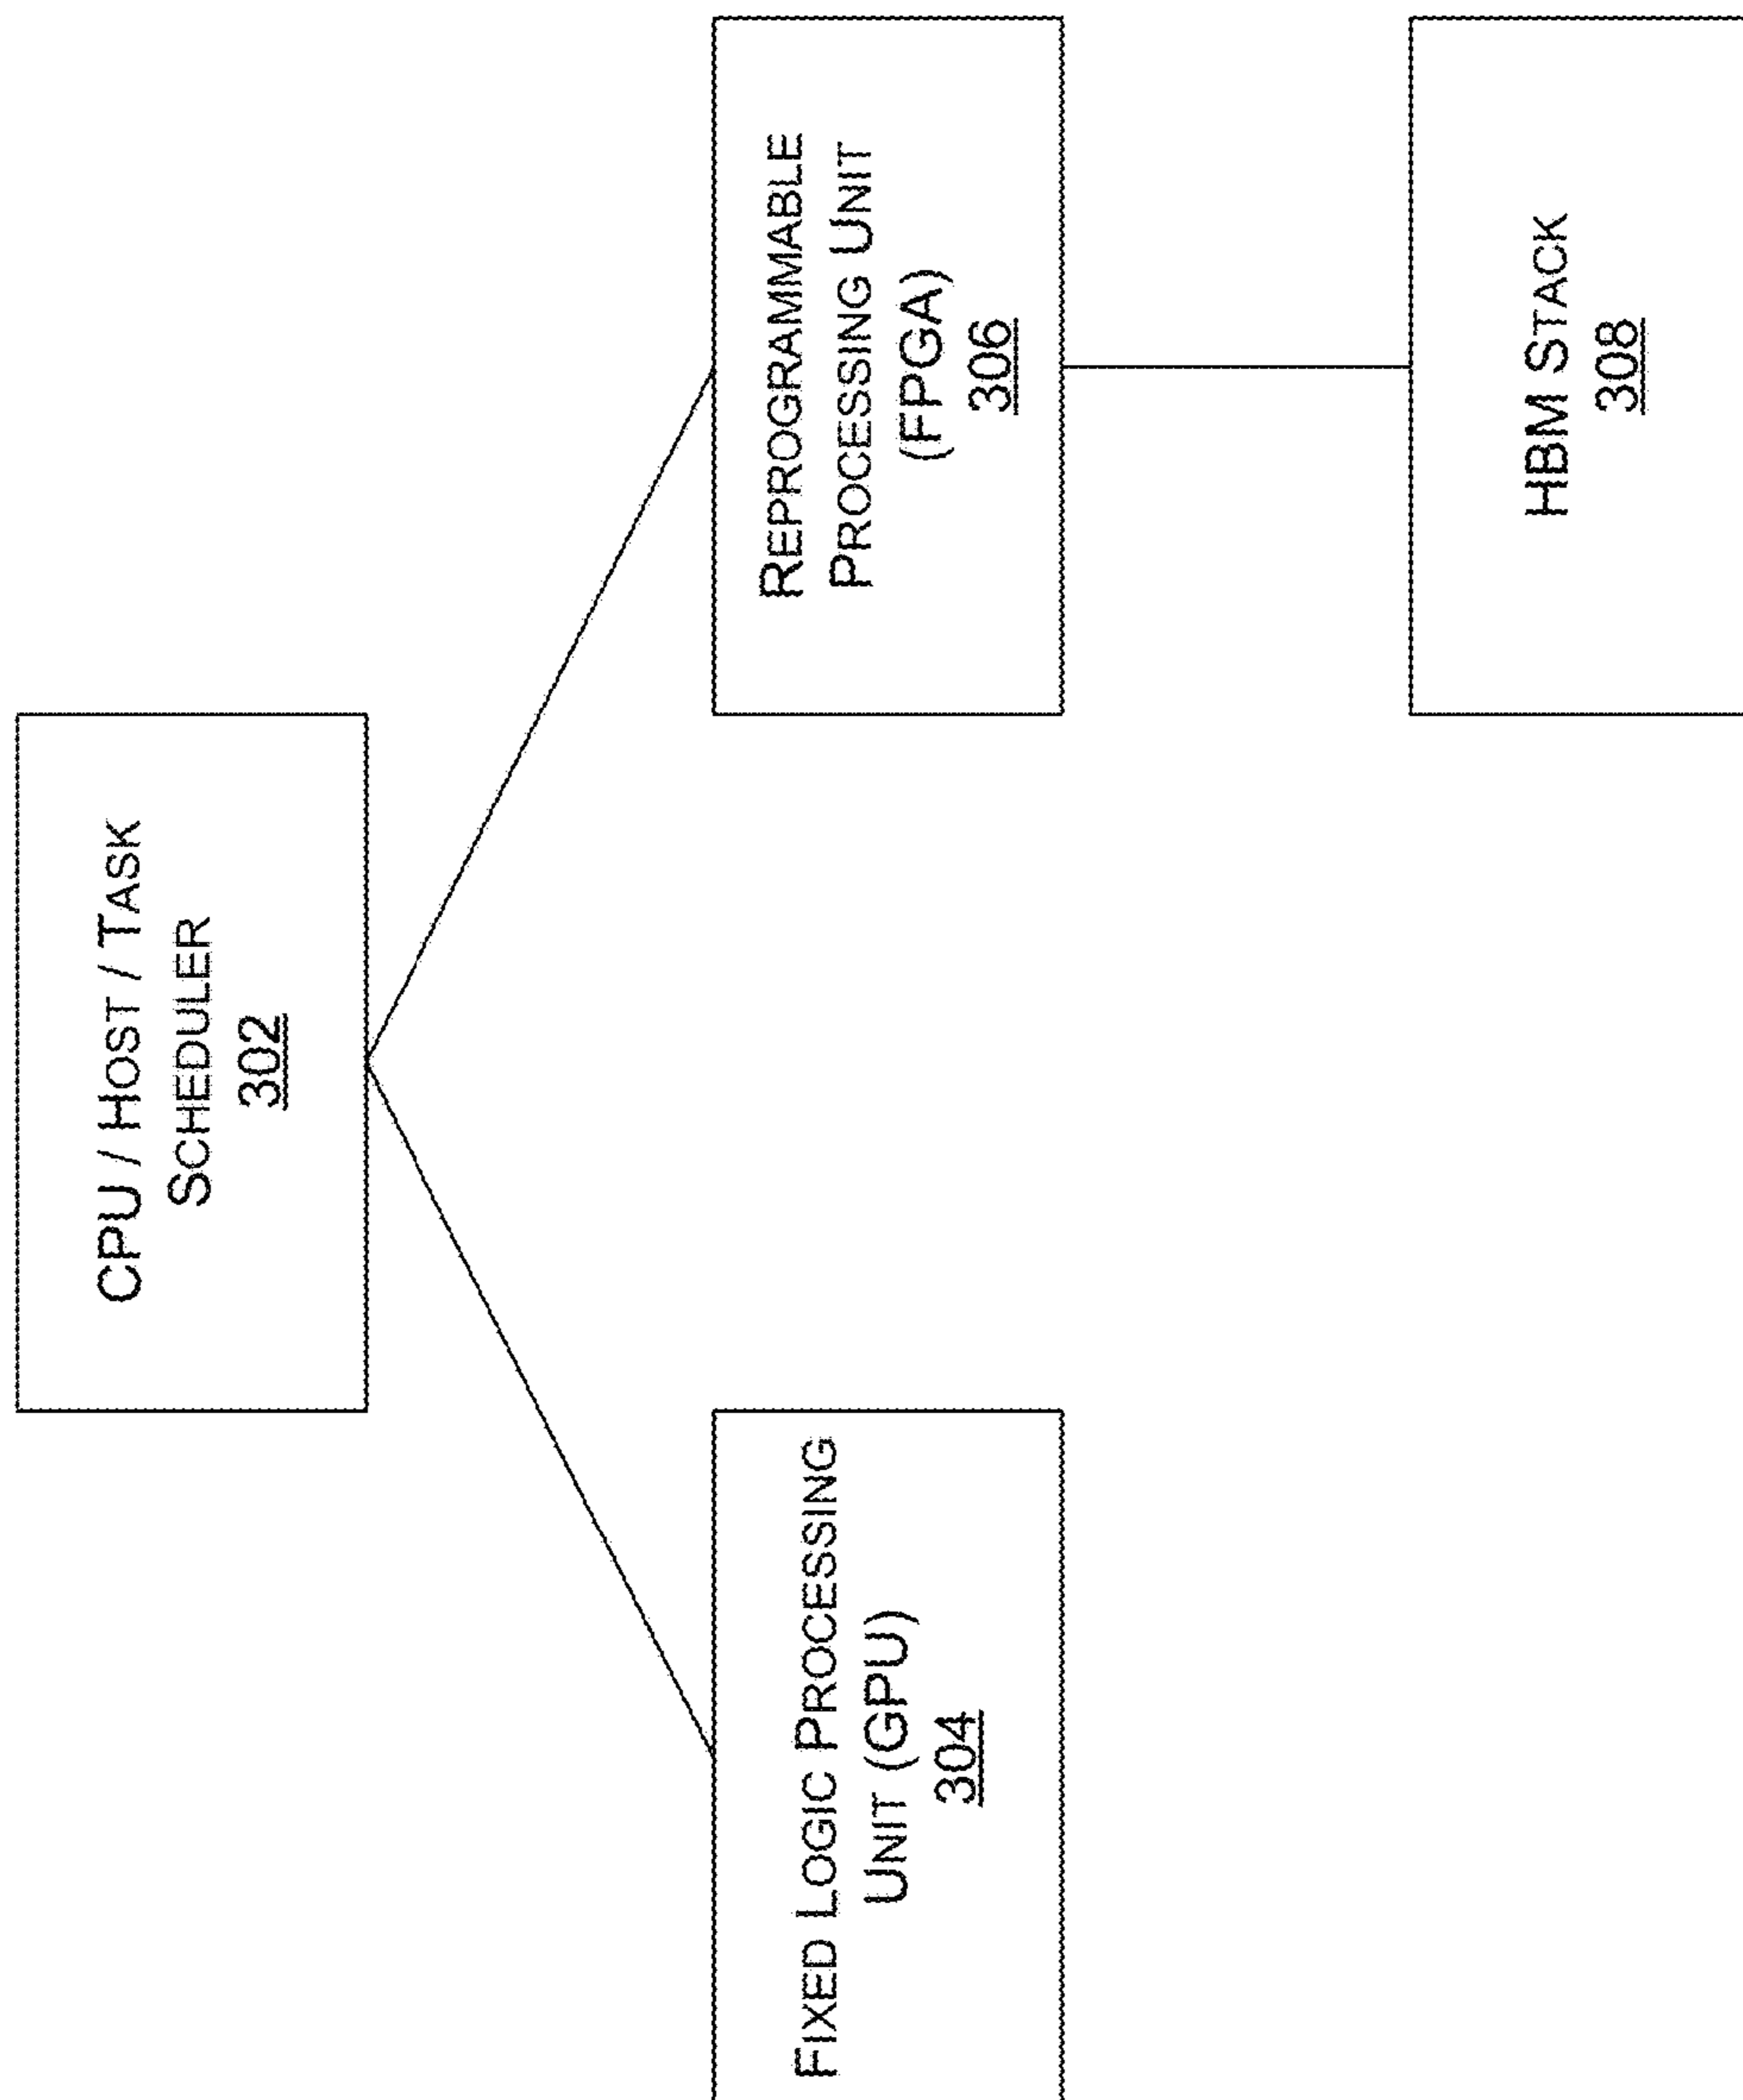 CPU / HOST / TASK
SCHEDULER
302
FIXED LOGIC PROCESSING
UNIT (GPU)
304
REPROGRAMMABLE
PROCESSING UNIT
(FPGA)
306
HBM STACK
308